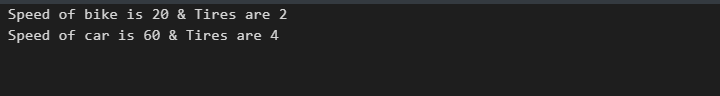 Speed of bike is 20 & Tires are 2
Speed of car is 60 & Tires are 4